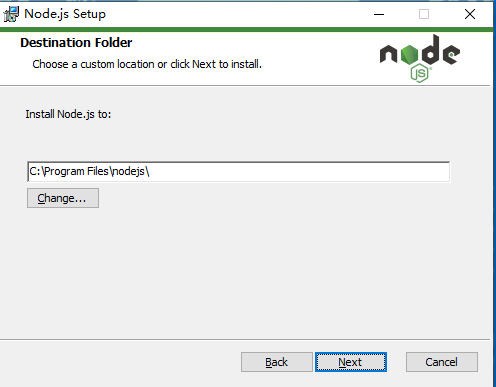 Node.js Setup
Destination Folder
Choose a custom location or click Next to install.
node
JS
Install Node.js to:
C:\Program Files\nodejs\
Change...
Back
Next
Cancel